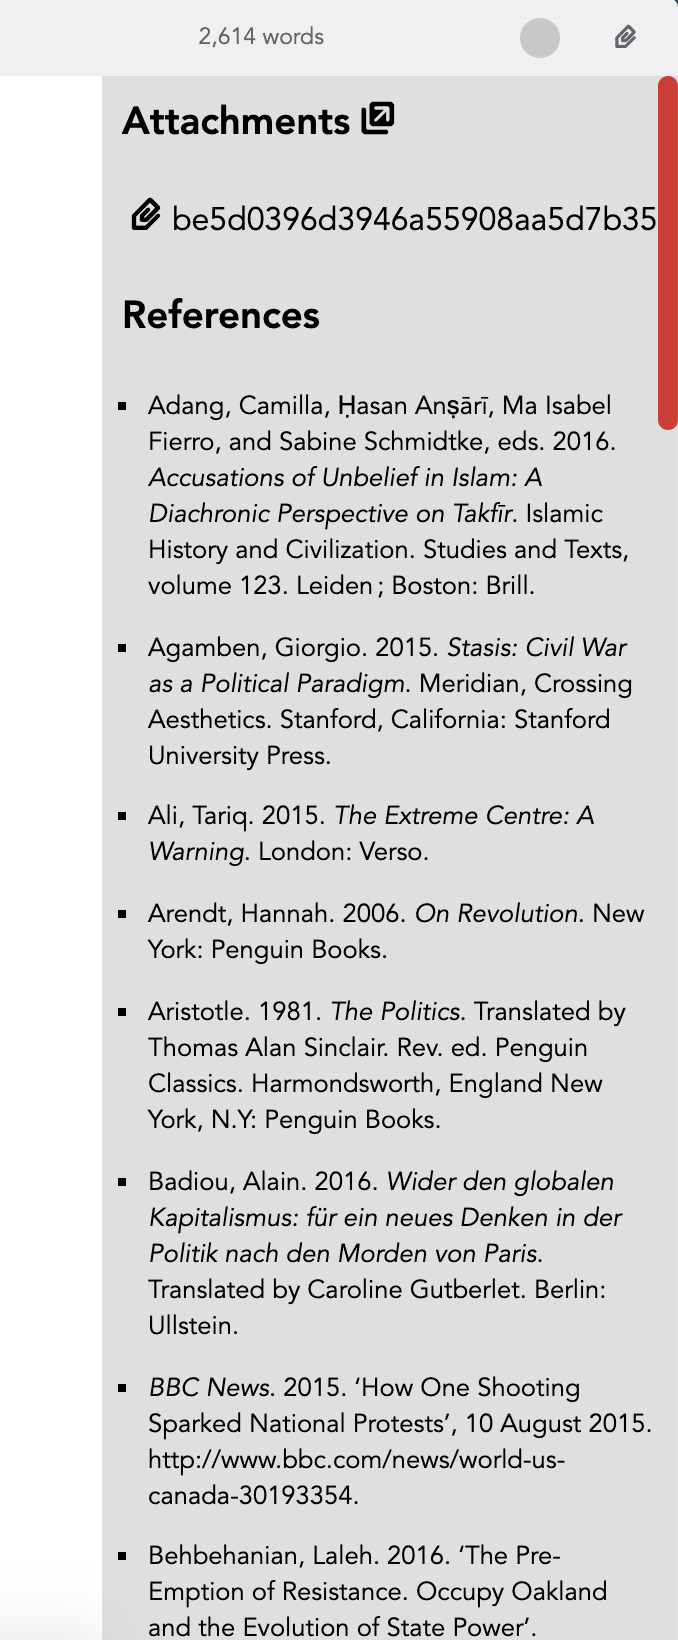 2,614 words
Attachments
be5d0396d3946a55908aa5d7b35
References
Adang, Camilla, Ḥasan Anṣārī, Ma Isabel
Fierro, and Sabine Schmidtke, eds. 2016.
Accusations of Unbelief in Islam: A
Diachronic Perspective on Takfīr. Islamic
History and Civilization. Studies and Texts,
volume 123. Leiden ; Boston: Brill.
Agamben, Giorgio. 2015. Stasis: Civil War
as a Political Paradigm. Meridian, Crossing
Aesthetics. Stanford, California: Stanford
University Press.
Ali, Tariq. 2015. The Extreme Centre: A
Warning. London: Verso.
Arendt, Hannah. 2006. On Revolution. New
York: Penguin Books.
Aristotle. 1981. The Politics. Translated by
Thomas Alan Sinclair. Rev. ed. Penguin
Classics. Harmondsworth, England New
York, N.Y: Penguin Books.
Badiou, Alain. 2016. Wider den globalen
Kapitalismus: für ein neues Denken in der
Politik nach den Morden von Paris.
Translated by Caroline Gutberlet. Berlin:
Ullstein.
BBC News. 2015. ‘How One Shooting
Sparked National Protests’, 10 August 2015.
http://www.bbc.com/news/world-us-
canada-30193354.
Behbehanian, Laleh. 2016. ‘The Pre-
Emption of Resistance. Occupy Oakland
and the Evolution of State Power’.